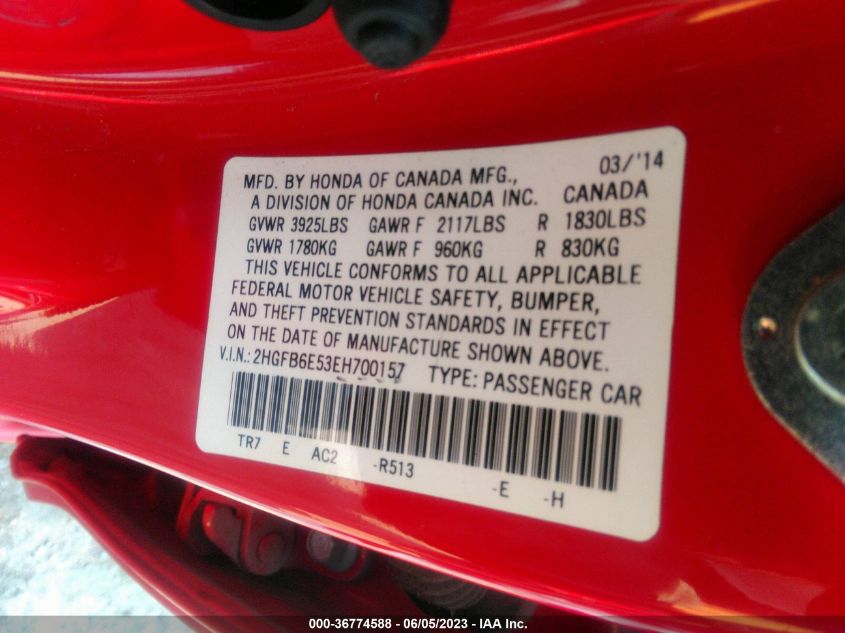 03/'14
MFD. BY HONDA OF CANADA MFG.,
A DIVISION OF HONDA CANADA INC. CANADA
GVWR 3925LBS GAWR F 2117LBS R 1830LBS
GVWR 1780KG GAWR F 960KG R 830KG
THIS VEHICLE CONFORMS TO ALL APPLICABLE
FEDERAL MOTOR VEHICLE SAFETY, BUMPER,
AND THEFT PREVENTION STANDARDS IN EFFECT
ON THE DATE OF MANUFACTURE SHOWN ABOVE.
V.I.N.: 2HGFB6E53EH700157 TYPE: PASSENGER CAR
TR7 E AC2 -R513 -E -H
000-36774588 - 06/05/2023 - IAA Inc.